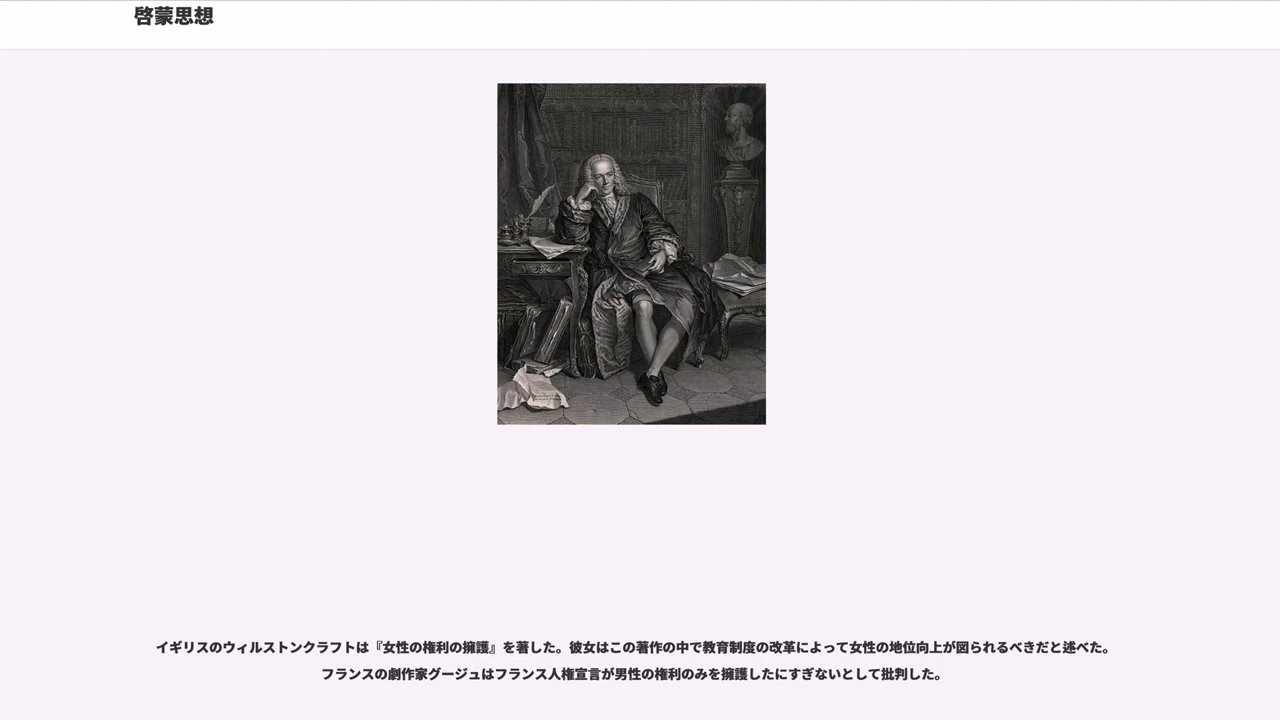 啓蒙思想
イギリスのウィルストンクラフトは『女性の権利の擁護』を著した。彼女はこの著作の中で教育制度の改革によって女性の地位向上が図られるべきだと述べた。
フランスの劇作家グージュはフランス人権宣言が男性の権利のみを擁護したにすぎないとして批判した。